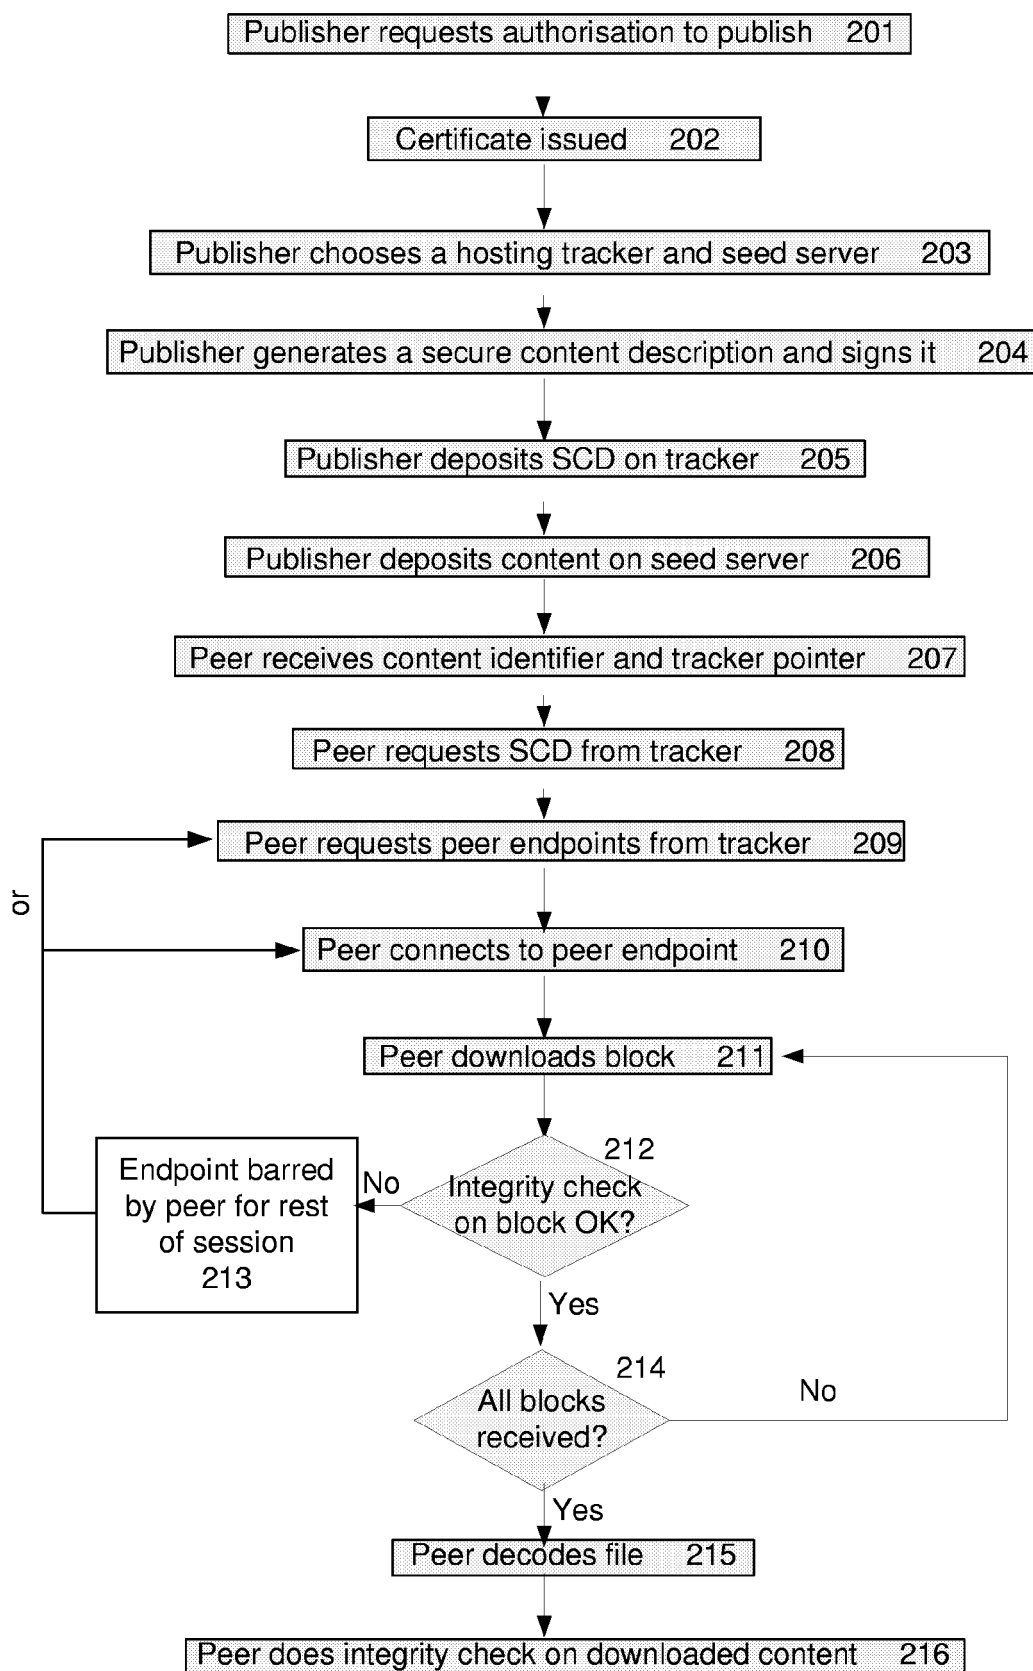 Publisher requests authorisation to publish 201
Certificate issued 202
Publisher chooses a hosting tracker and seed server 203
Publisher generates a secure content description and signs it 204
Publisher deposits SCD on tracker 205
Publisher deposits content on seed server 206
Peer receives content identifier and tracker pointer 207
Peer requests SCD from tracker 208
Peer requests peer endpoints from tracker 209
or
Peer connects to peer endpoint 210
Peer downloads block 211
212
Integrity check
on block OK?
No
Endpoint barred
by peer for rest
of session
213
Yes
214
All blocks
received?
No
Yes
Peer decodes file 215
Peer does integrity check on downloaded content 216